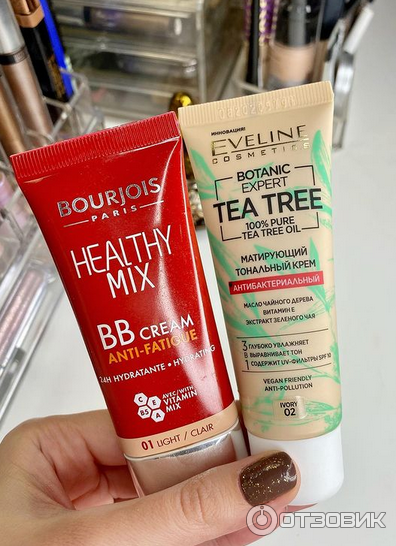 BOURJOIS
PARIS
HEALTHY
MIX
BB CREAM
ANTI-FATIGUE
24H HYDRATANTE • HYDRATING
C
E
B5
A
AVEC/WITH
VITAMIN
MIX
01 LIGHT / CLAIR
ИННОВАЦИЯ!
EVELINE
COSMETICS
BOTANIC
EXPERT
TEA TREE
100% PURE
TEA TREE OIL
МАТИРУЮЩИЙ
ТОНАЛЬНЫЙ КРЕМ
АНТИБАКТЕРИАЛЬНЫЙ
МАСЛО ЧАЙНОГО ДЕРЕВА
ВИТАМИН Е
ЭКСТРАКТ ЗЕЛЕНОГО ЧАЯ
3 ГЛУБОКО УВЛАЖНЯЕТ
В ВЫРАВНИВАЕТ ТОН
1 СОДЕРЖИТ UV-ФИЛЬТРЫ SPF 10
VEGAN FRIENDLY
ANTI-POLLUTION
IVORY
02
ОТЗОВИК